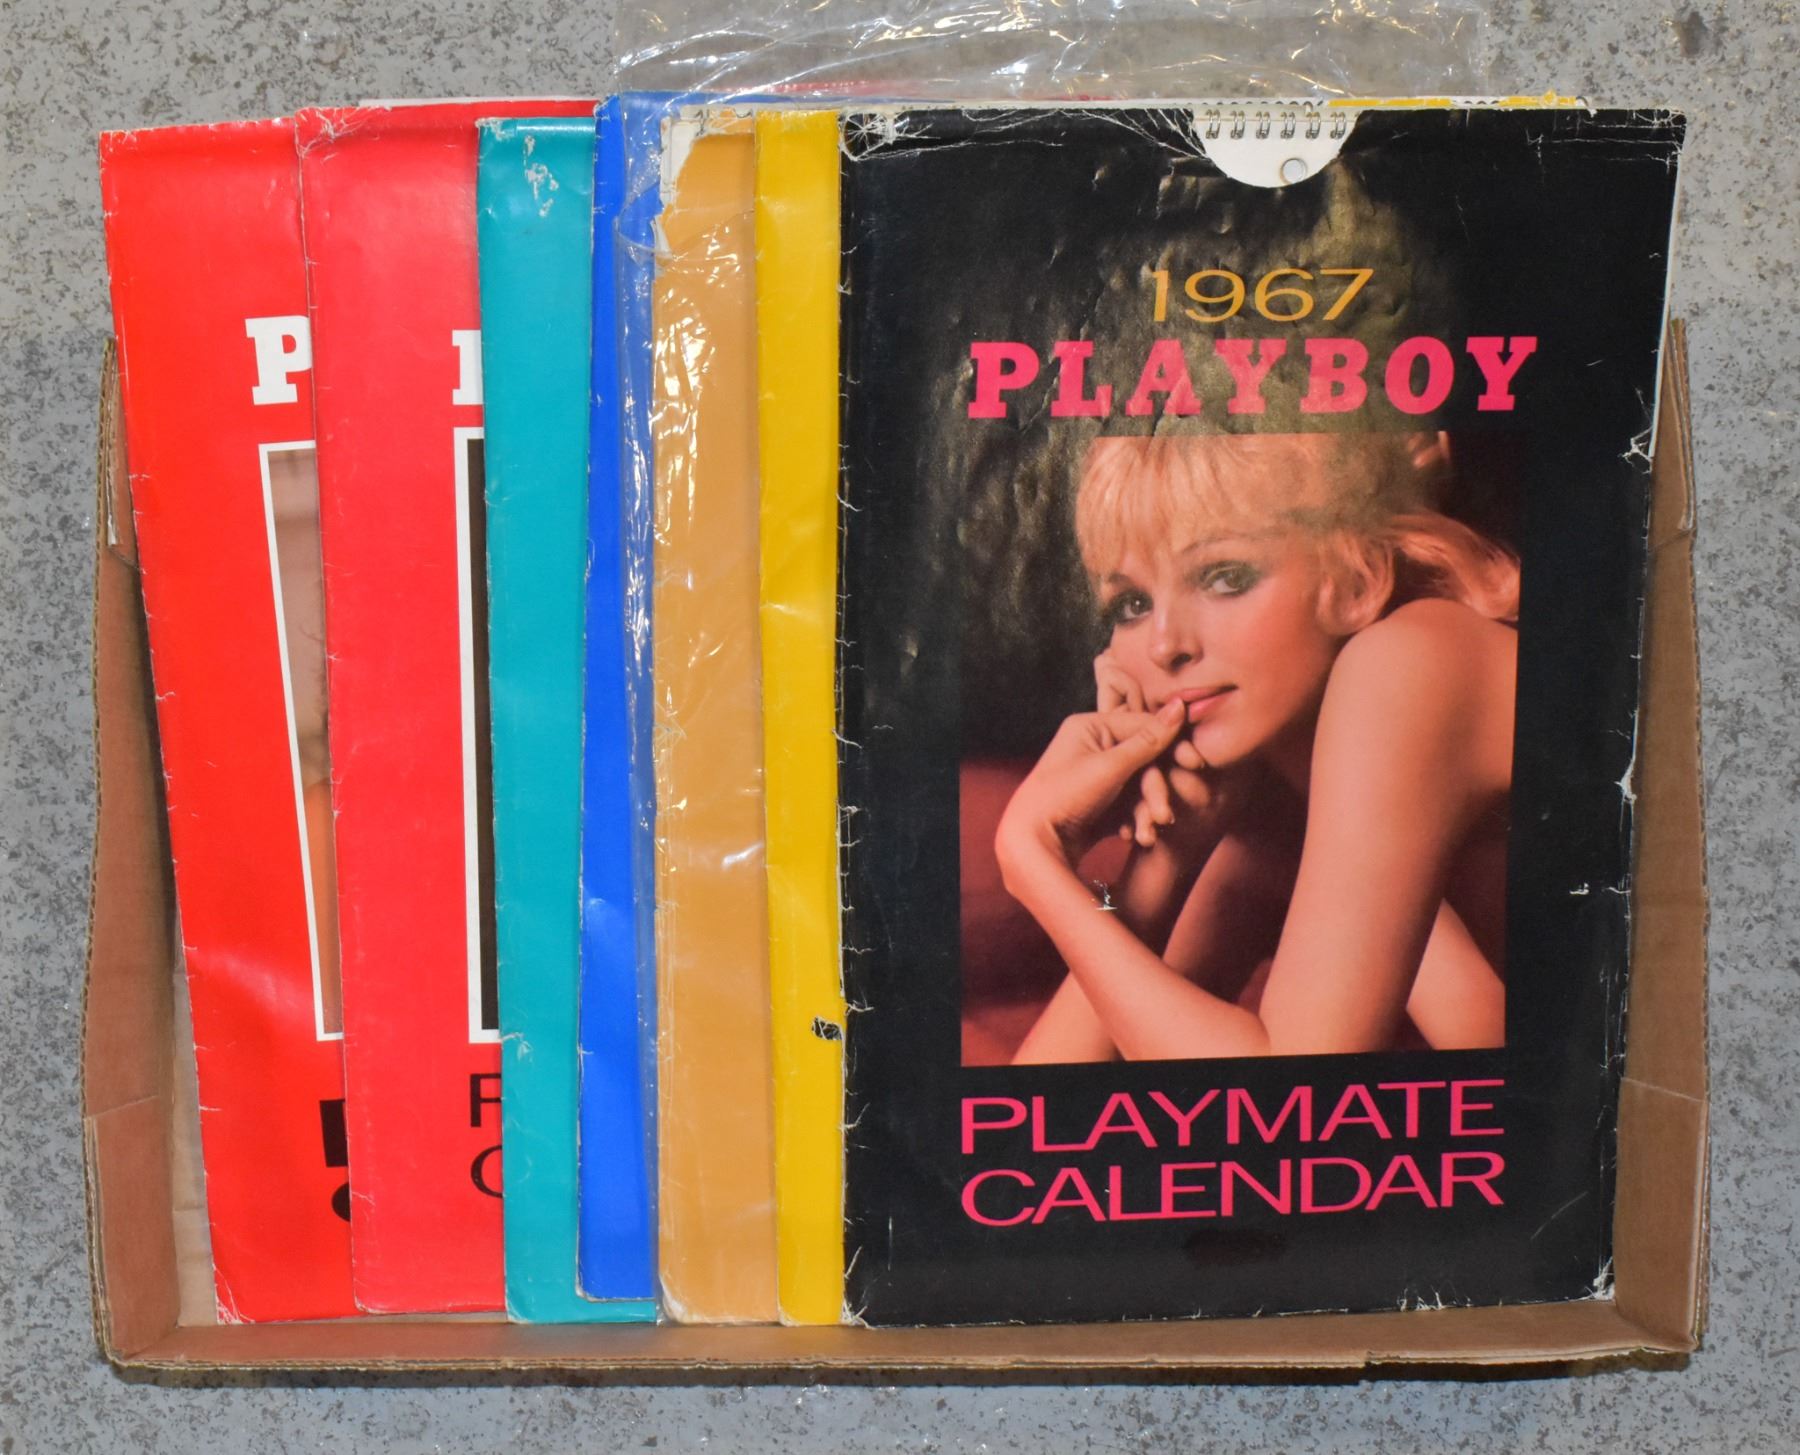 1967
PLAYBOY
PLAYMATE
CALENDAR
P